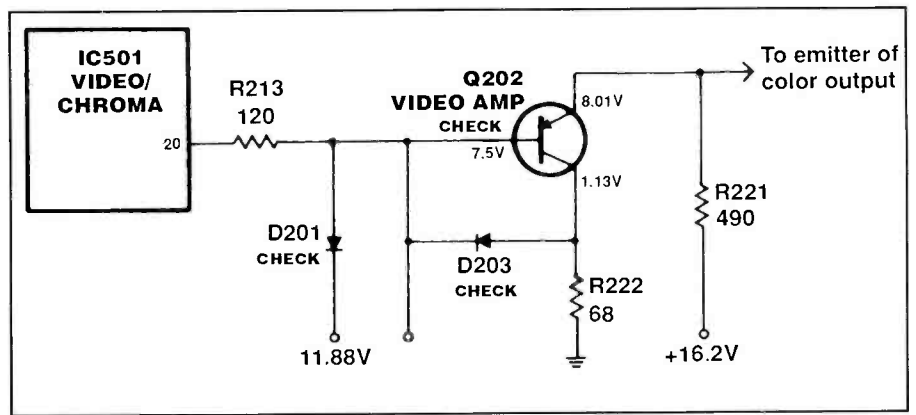 IC501
VIDEO/
CHROMA
20
R213
120
Q202
VIDEO AMP
CHECK
7.5V
8.01V
1.13V
To emitter of
color output
D201
CHECK
D203
CHECK
R222
68
R221
490
11.88V
+16.2V